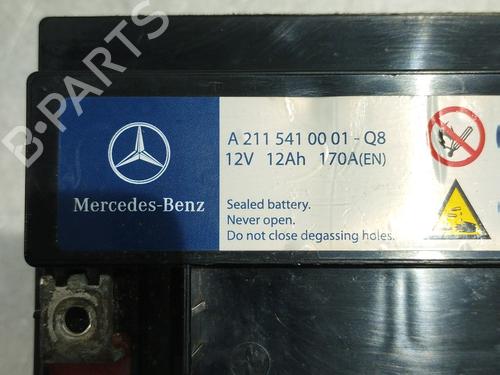 B-PARTS
A 211 541 00 01 - Q8
12V 12Ah 170A(EN)
Mercedes-Benz
Sealed battery.
Never open.
Do not close degassing holes.